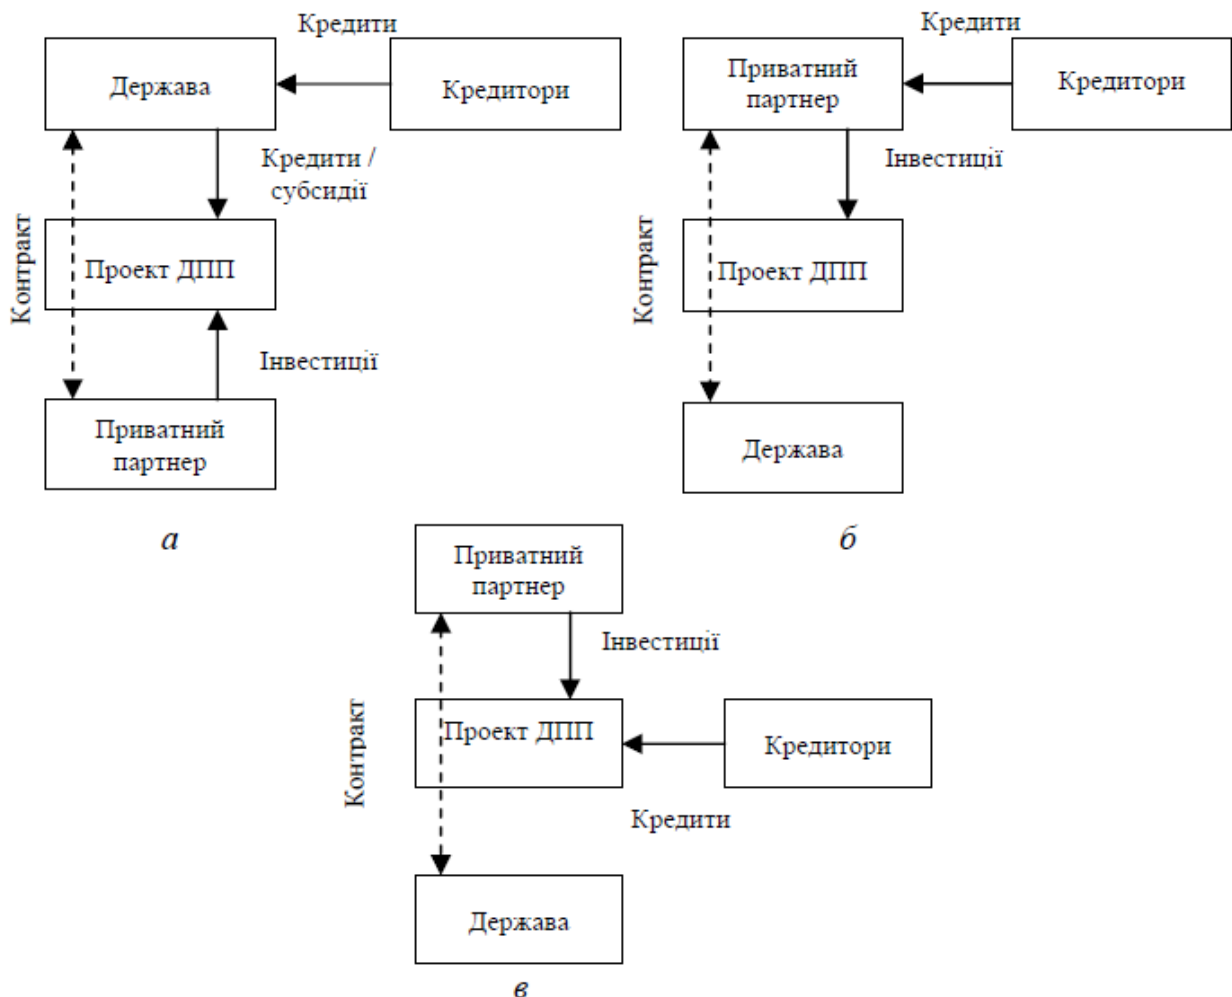 Кредити
Держава
Кредитори
Кредити /
субсидії
Контракт
Проект ДПП
Інвестиції
Приватний
партнер
а
Кредити
Приватний
партнер
Кредитори
Інвестиції
Контракт
Проект ДПП
Держава
б
Приватний
партнер
Інвестиції
Контракт
Проект ДПП
Кредитори
Кредити
Держава
в